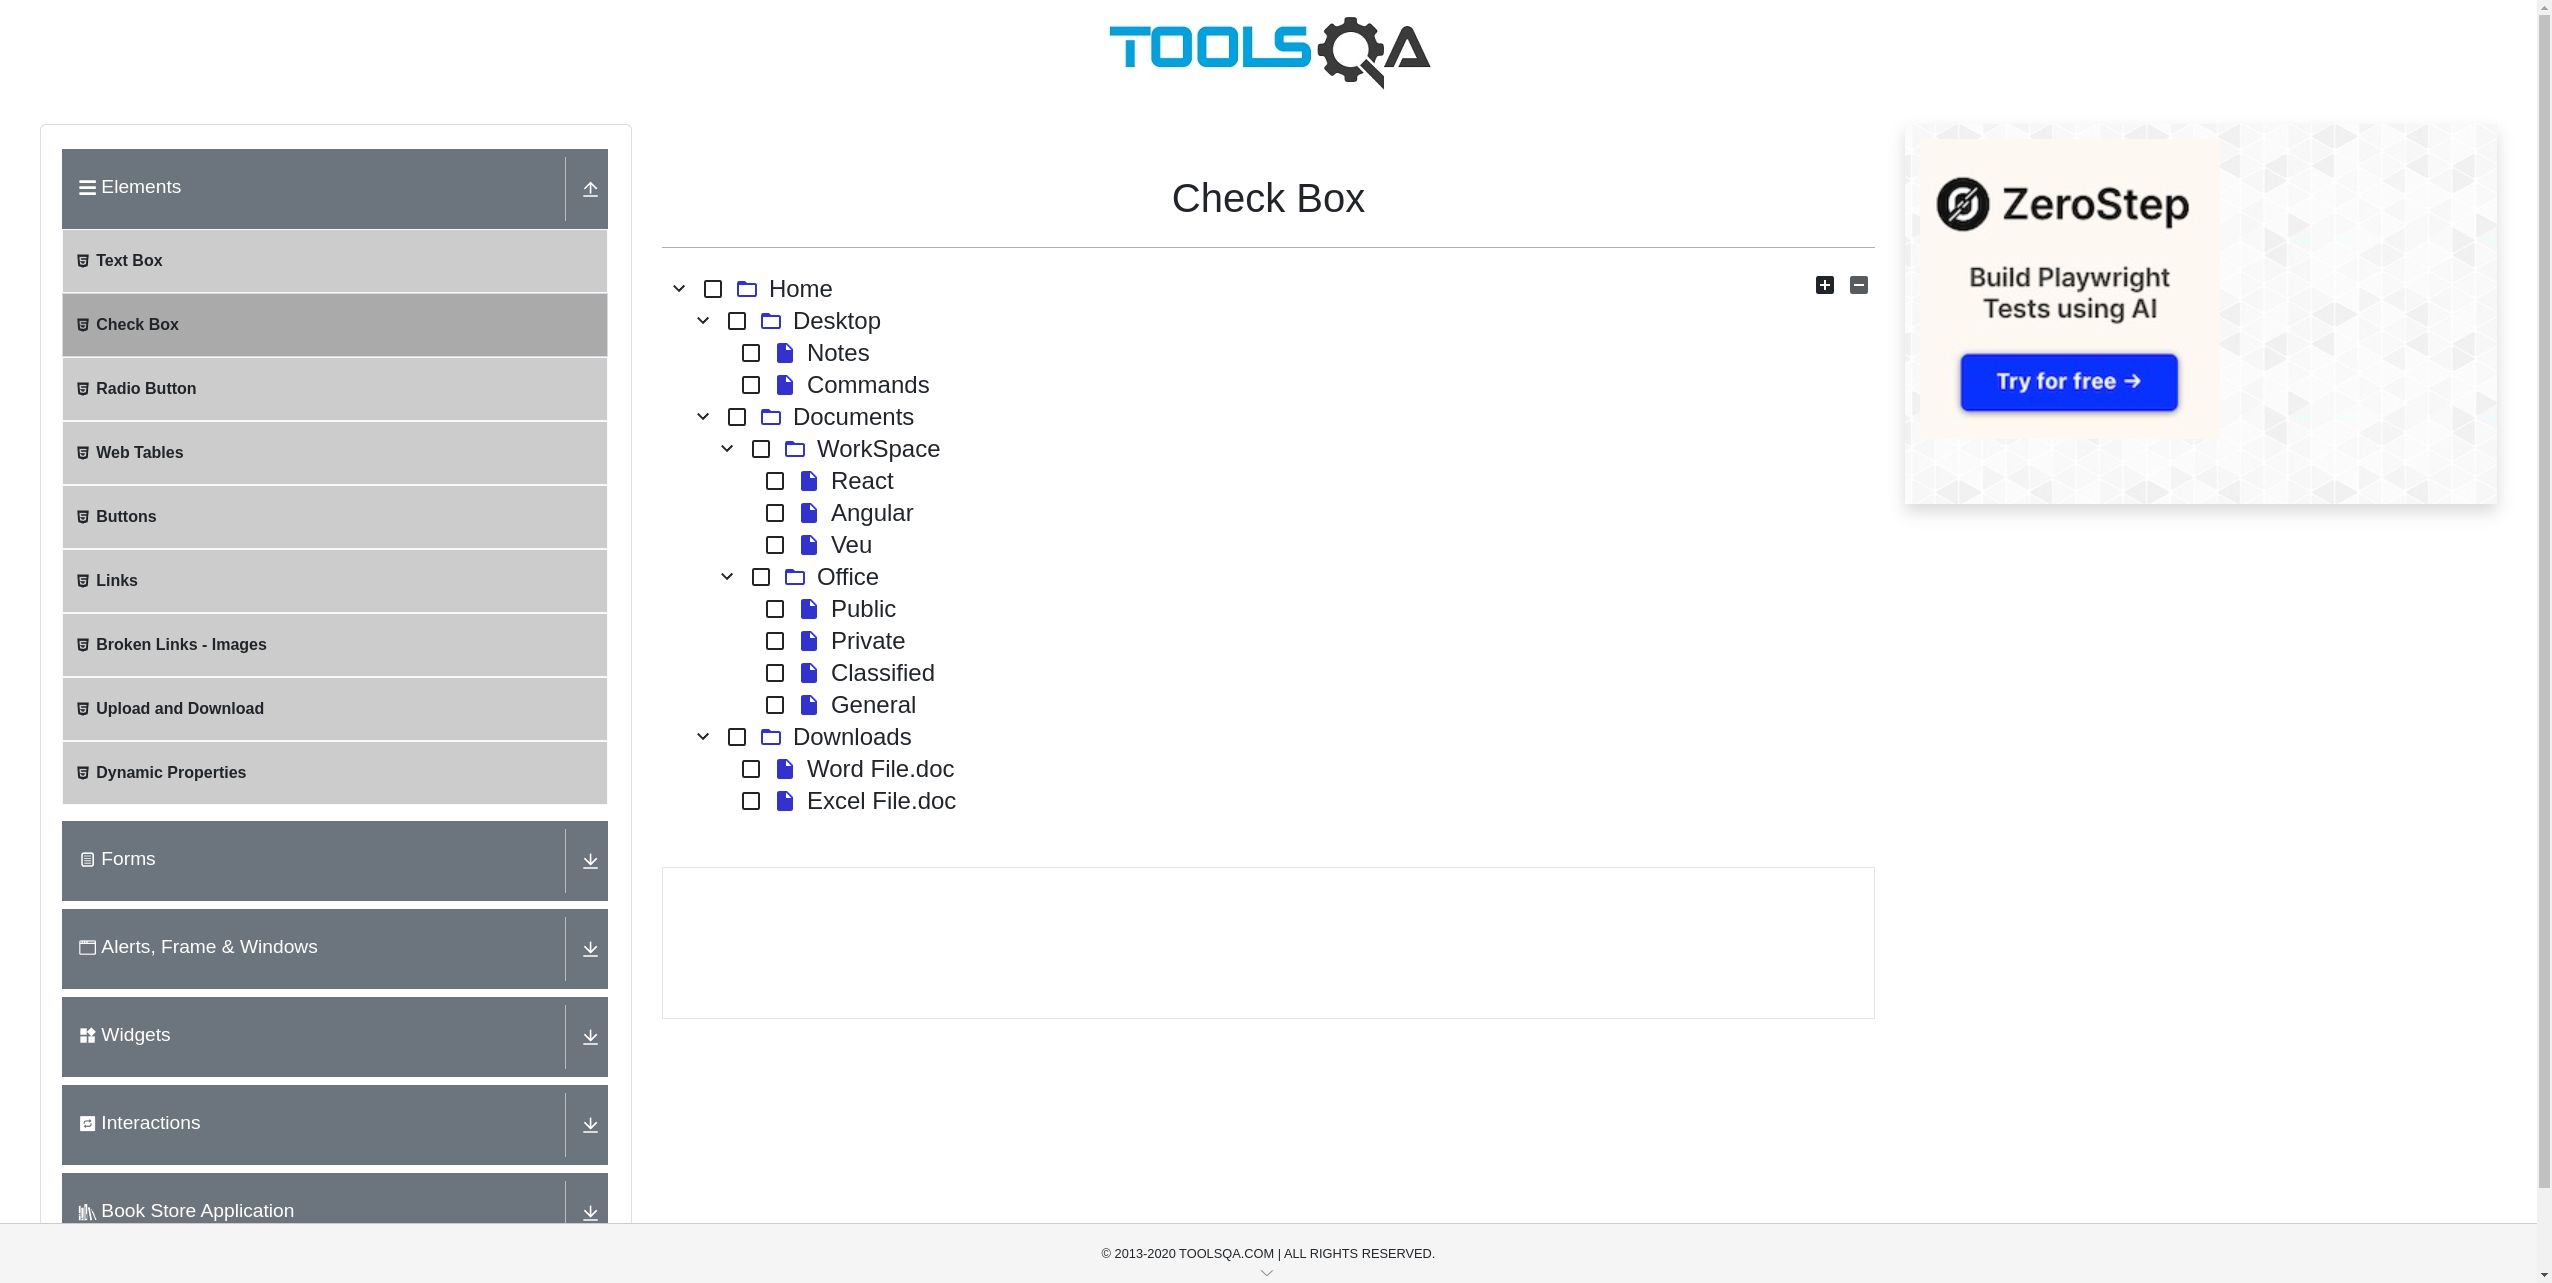 TOOLSQA
Elements
Text Box
Check Box
Radio Button
Web Tables
Buttons
Links
Broken Links - Images
Upload and Download
Dynamic Properties
Forms
Alerts, Frame & Windows
Widgets
Interactions
Book Store Application
Check Box
Home
Desktop
Notes
Commands
Documents
WorkSpace
React
Angular
Veu
Office
Public
Private
Classified
General
Downloads
Word File.doc
Excel File.doc
ZeroStep
Build Playwright
Tests using AI
Try for free →
© 2013-2020 TOOLSQA.COM | ALL RIGHTS RESERVED.